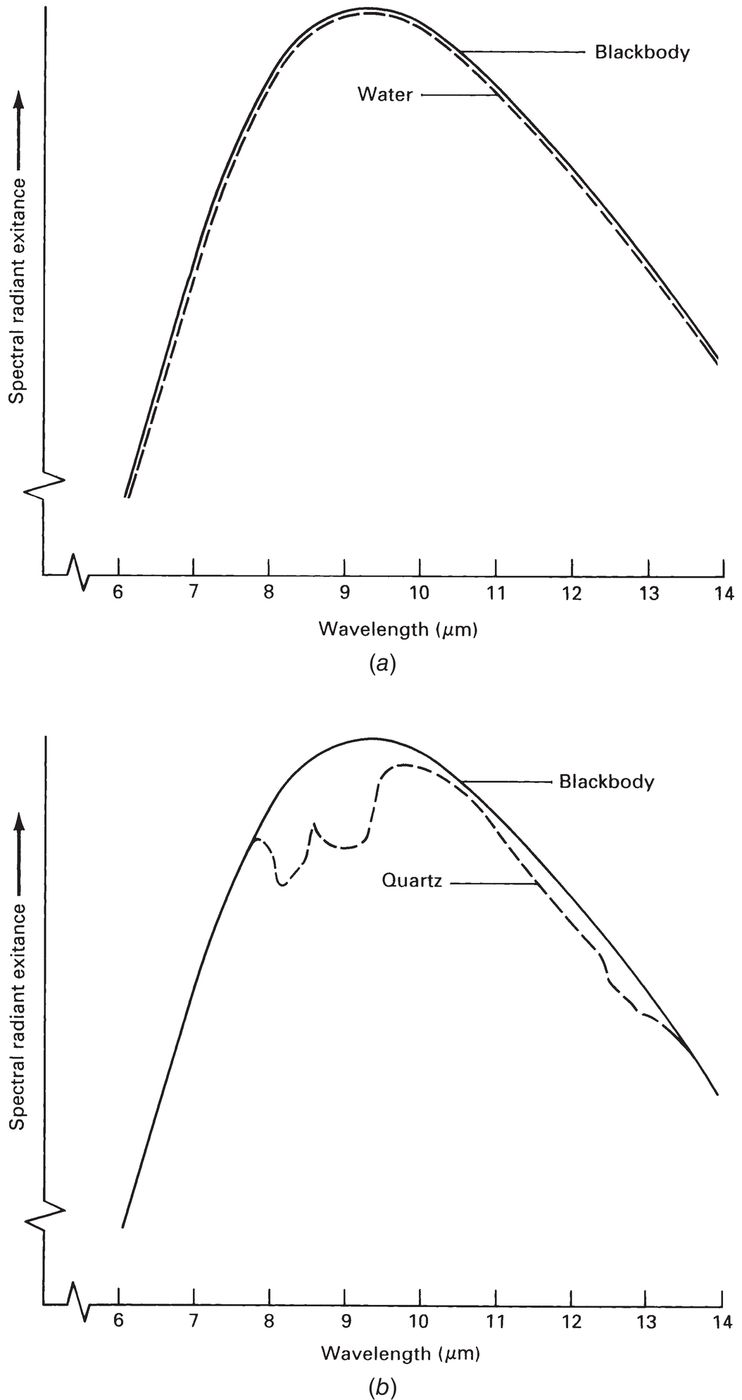 Blackbody
Water
Spectral radiant exitance
6 7 8 9 10 11 12 13 14
Wavelength (μm)
(a)
Blackbody
Quartz
Spectral radiant exitance
6 7 8 9 10 11 12 13 14
Wavelength (μm)
(b)